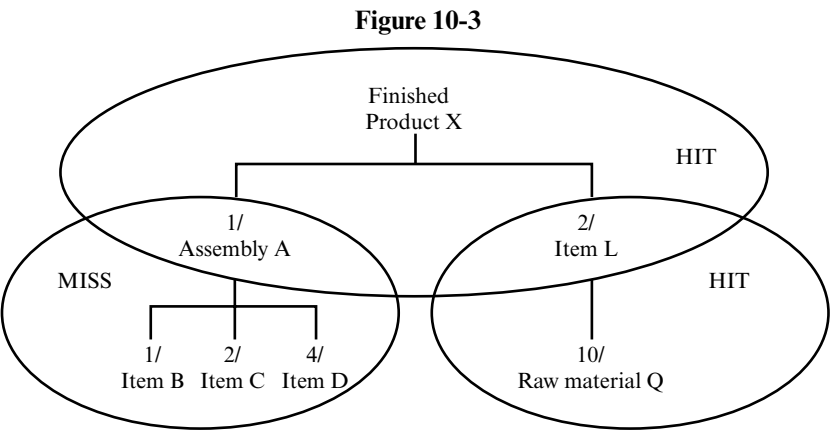 Figure 10-3
Finished
Product X
HIT
1/
Assembly A
2/
Item L
MISS
HIT
1/
Item B
2/
Item C
4/
Item D
10/
Raw material Q